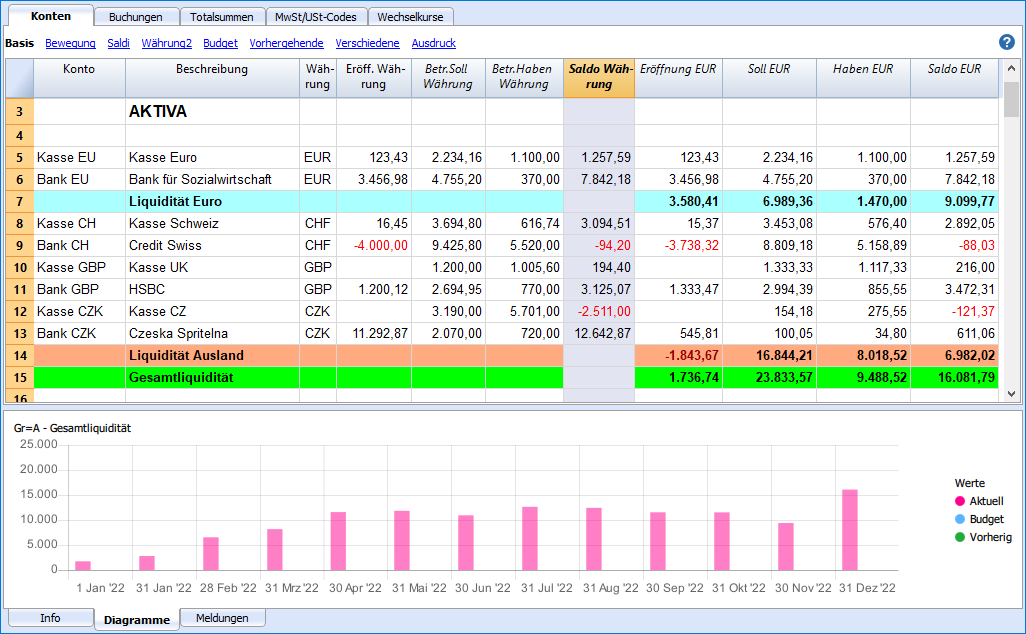 Konten Buchungen Totalsummen MwSt/USt-Codes Wechselkurse
Basis Bewegung Saldi Währung2 Budget Vorhergehende Verschiedene Ausdruck ?
Konto Beschreibung Wäh- Eröff. Wäh- Betr.Soll Betr.Haben Saldo Wäh- Eröffnung EUR Soll EUR Haben EUR Saldo EUR
rung rung Währung Währung rung
3 AKTIVA
4
5 Kasse EU Kasse Euro EUR 123,43 2.234,16 1.100,00 1.257,59 123,43 2.234,16 1.100,00 1.257,59
6 Bank EU Bank für Sozialwirtschaft EUR 3.456,98 4.755,20 370,00 7.842,18 3.456,98 4.755,20 370,00 7.842,18
7 Liquidität Euro 3.580,41 6.989,36 1.470,00 9.099,77
8 Kasse CH Kasse Schweiz CHF 16,45 3.694,80 616,74 3.094,51 15,37 3.453,08 576,40 2.892,05
9 Bank CH Credit Swiss CHF -4.000,00 9.425,80 5.520,00 -94,20 -3.738,32 8.809,18 5.158,89 -88,03
10 Kasse GBP Kasse UK GBP 1.200,00 1.005,60 194,40 1.333,33 1.117,33 216,00
11 Bank GBP HSBC GBP 1.200,12 2.694,95 770,00 3.125,07 1.333,47 2.994,39 855,55 3.472,31
12 Kasse CZK Kasse CZ CZK 3.190,00 5.701,00 -2.511,00 154,18 275,55 -121,37
13 Bank CZK Czeska Spritelna CZK 11.292,87 2.070,00 720,00 12.642,87 545,81 100,05 34,80 611,06
14 Liquidität Ausland -1.843,67 16.844,21 8.018,52 6.982,02
15 Gesamtliquidität 1.736,74 23.833,57 9.488,52 16.081,79
16
Gr=A - Gesamtliquidität
25.000
20.000
15.000
10.000
5.000
0
1 Jan '22 31 Jan '22 28 Feb '22 31 Mrz '22 30 Apr '22 31 Mai '22 30 Jun '22 31 Jul '22 31 Aug '22 30 Sep '22 31 Okt '22 30 Nov '22 31 Dez '22
Werte
Aktuell
Budget
Vorherig
Info Diagramme Meldungen